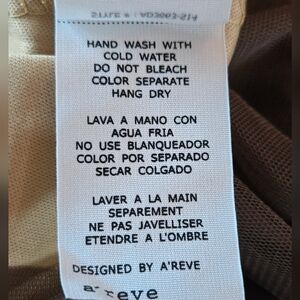 HAND WASH WITH
COLD WATER
DO NOT BLEACH
COLOR SEPARATE
HANG DRY
LAVA A MANO CON
AGUA FRIA
NO USE BLANQUEADOR
COLOR POR SEPARADO
SECAR COLGADO
LAVER A LA MAIN
SEPAREMENT
NE PAS JAVELLISER
ETENDRE A L'OMBRE
DESIGNED BY A'REVE
a'reve